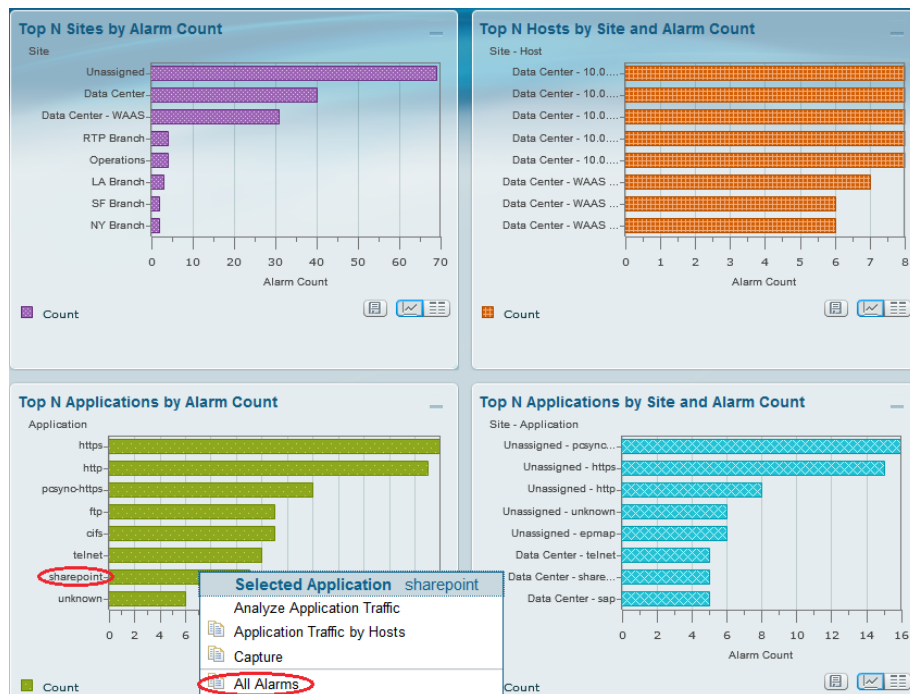 Top N Sites by Alarm Count
Site
Unassigned
Data Center
Data Center - WAAS
RTP Branch
Operations
LA Branch
SF Branch
NY Branch
0 10 20 30 40 50 60 70
Alarm Count
Count
Top N Hosts by Site and Alarm Count
Site - Host
Data Center - 10.0....
Data Center - 10.0....
Data Center - 10.0....
Data Center - 10.0....
Data Center - 10.0....
Data Center - WAAS ...
Data Center - WAAS ...
Data Center - WAAS ...
0 1 2 3 4 5 6 7 8
Alarm Count
Count
Top N Applications by Alarm Count
Application
https
http
pcsync-https
ftp
cifs
telnet
sharepoint
unknown
0 2 4 6
Count
Selected Application sharepoint
Analyze Application Traffic
Application Traffic by Hosts
Capture
All Alarms
Top N Applications by Site and Alarm Count
Site - Application
Unassigned - pcsync...
Unassigned - https
Unassigned - http
Unassigned - unknown
Unassigned - epmap
Data Center - telnet
Data Center - share...
Data Center - sap
0 2 4 6 8 10 12 14 16
Alarm Count
Count